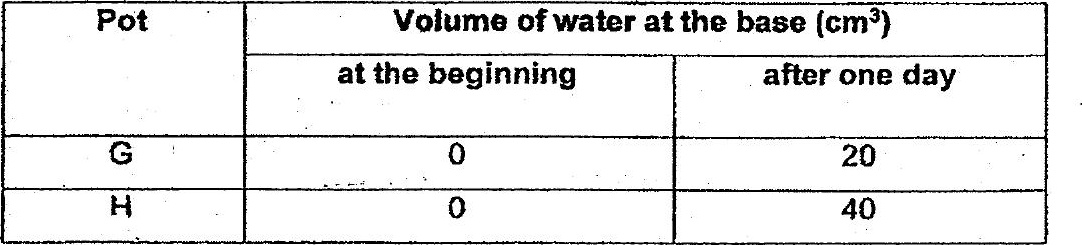 Pot
Volume of water at the base (cm³)
at the beginning
after one day
G
0
20
H
0
40